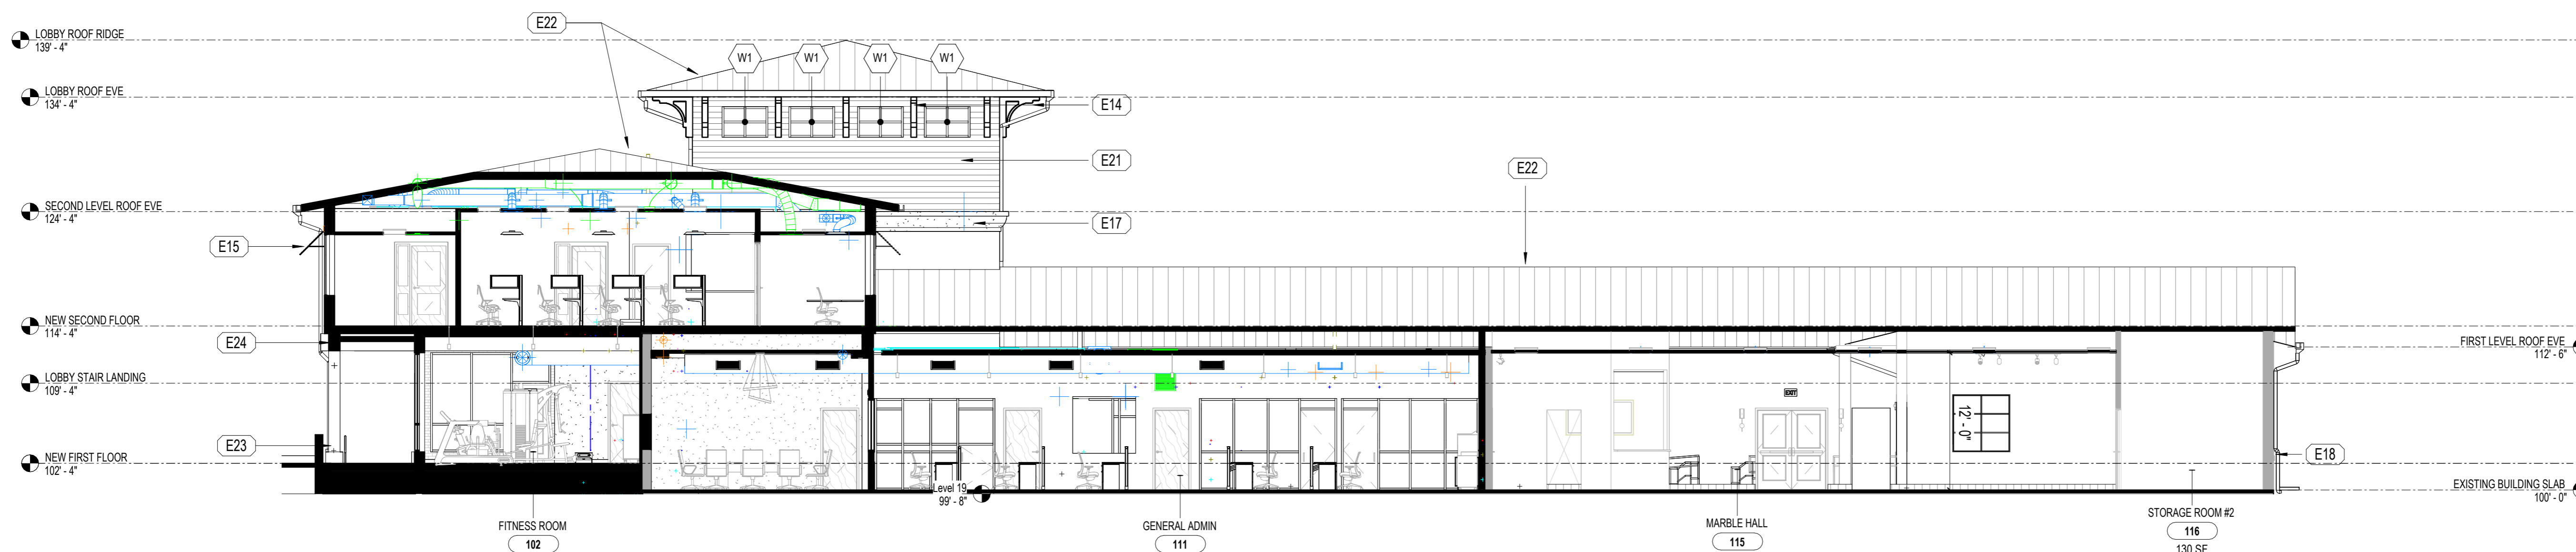 E22
LOBBY ROOF RIDGE
139' - 4"
W1
W1
W1
W1
LOBBY ROOF EVE
134' - 4"
E14
E21
E22
SECOND LEVEL ROOF EVE
124' - 4"
E17
E15
NEW SECOND FLOOR
114' - 4"
E24
FIRST LEVEL ROOF EVE
112' - 6"
LOBBY STAIR LANDING
109' - 4"
EXIT
12' - 0"
E23
NEW FIRST FLOOR
102' - 4"
E18
Level 19
99' - 8"
EXISTING BUILDING SLAB
100' - 0"
FITNESS ROOM
102
GENERAL ADMIN
111
MARBLE HALL
115
STORAGE ROOM #2
116
130 SF